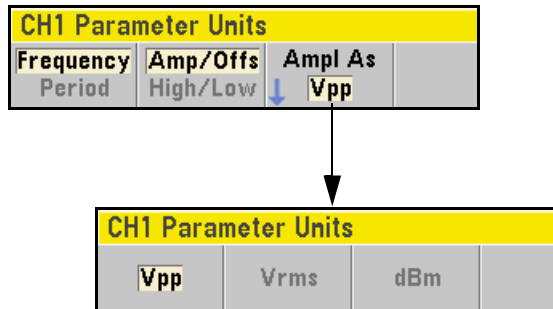 CH1 Parameter Units
Frequency Amp/Offs Ampl As
Period High/Low Vpp
CH1 Parameter Units
Vpp Vrms dBm